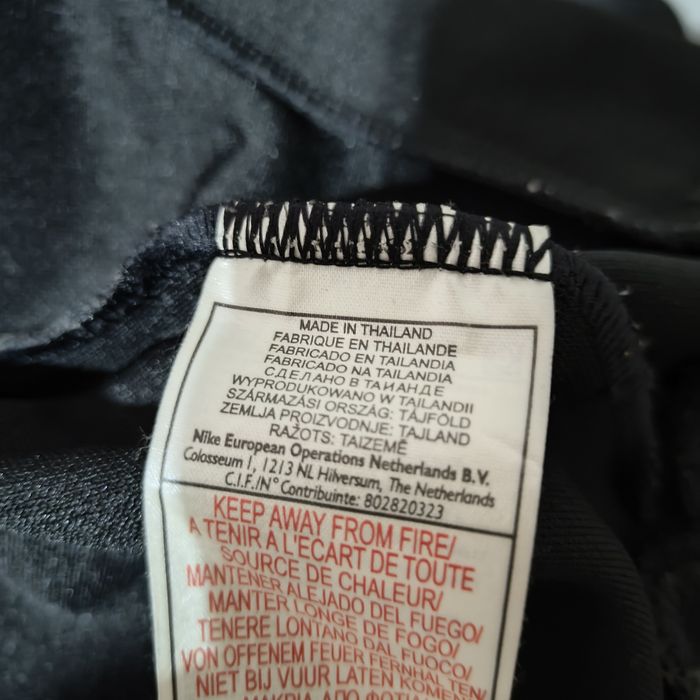 MADE IN THAILAND
FABRIQUE EN THAILANDE
FABRICADO EN TAILANDIA
FABRICADO NA TAILANDIA
СДЕЛАНО В ТАИАНДЕ
WYPRODUKOWANO W TAILANDII
SZÁRMAZÁSI ORSZÁG: TÁJFÖLD
ZEMLJA PROIZVODNJE: TAJLAND
RAŽOTS: TAIZEMĒ
Nike European Operations Netherlands B.V.
Colosseum 1, 1213 NL Hilversum, The Netherlands
C.I.F./N° Contribuinte: 802820323
KEEP AWAY FROM FIRE/
A TENIR A L'ECART DE TOUTE
SOURCE DE CHALEUR/
MANTENER ALEJADO DEL FUEGO/
MANTER LONGE DE FOGO/
TENERE LONTANO DAL FUOCO/
VON OFFENEM FEUER FERNHALTEN/
NIET BIJ VUUR LATEN KOMEN/